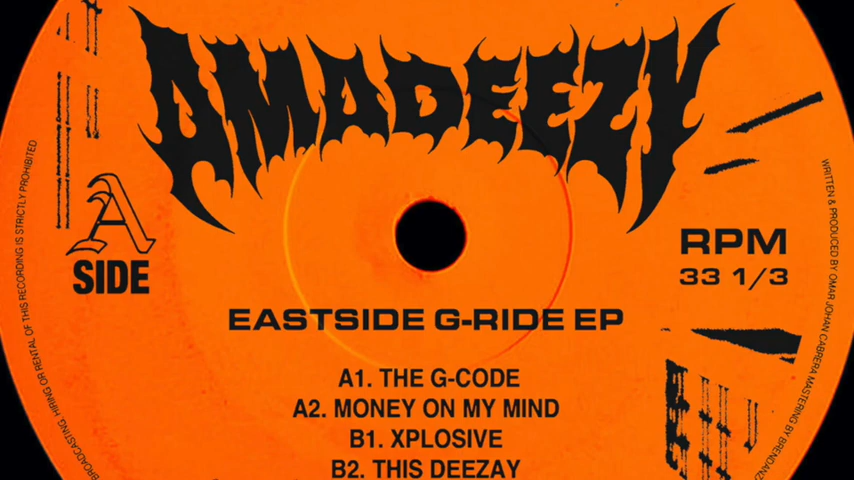 AMADEEZY
A
SIDE
RPM
33 1/3
EASTSIDE G-RIDE EP
A1. THE G-CODE
A2. MONEY ON MY MIND
B1. XPLOSIVE
B2. THIS DEEZAY
BROADCASTING, HIRING OR RENTAL OF THIS RECORDING IS STRICTLY PROHIBITED
WRITTEN & PRODUCED BY OMAR JOHAN CABRERA MASTERING BY